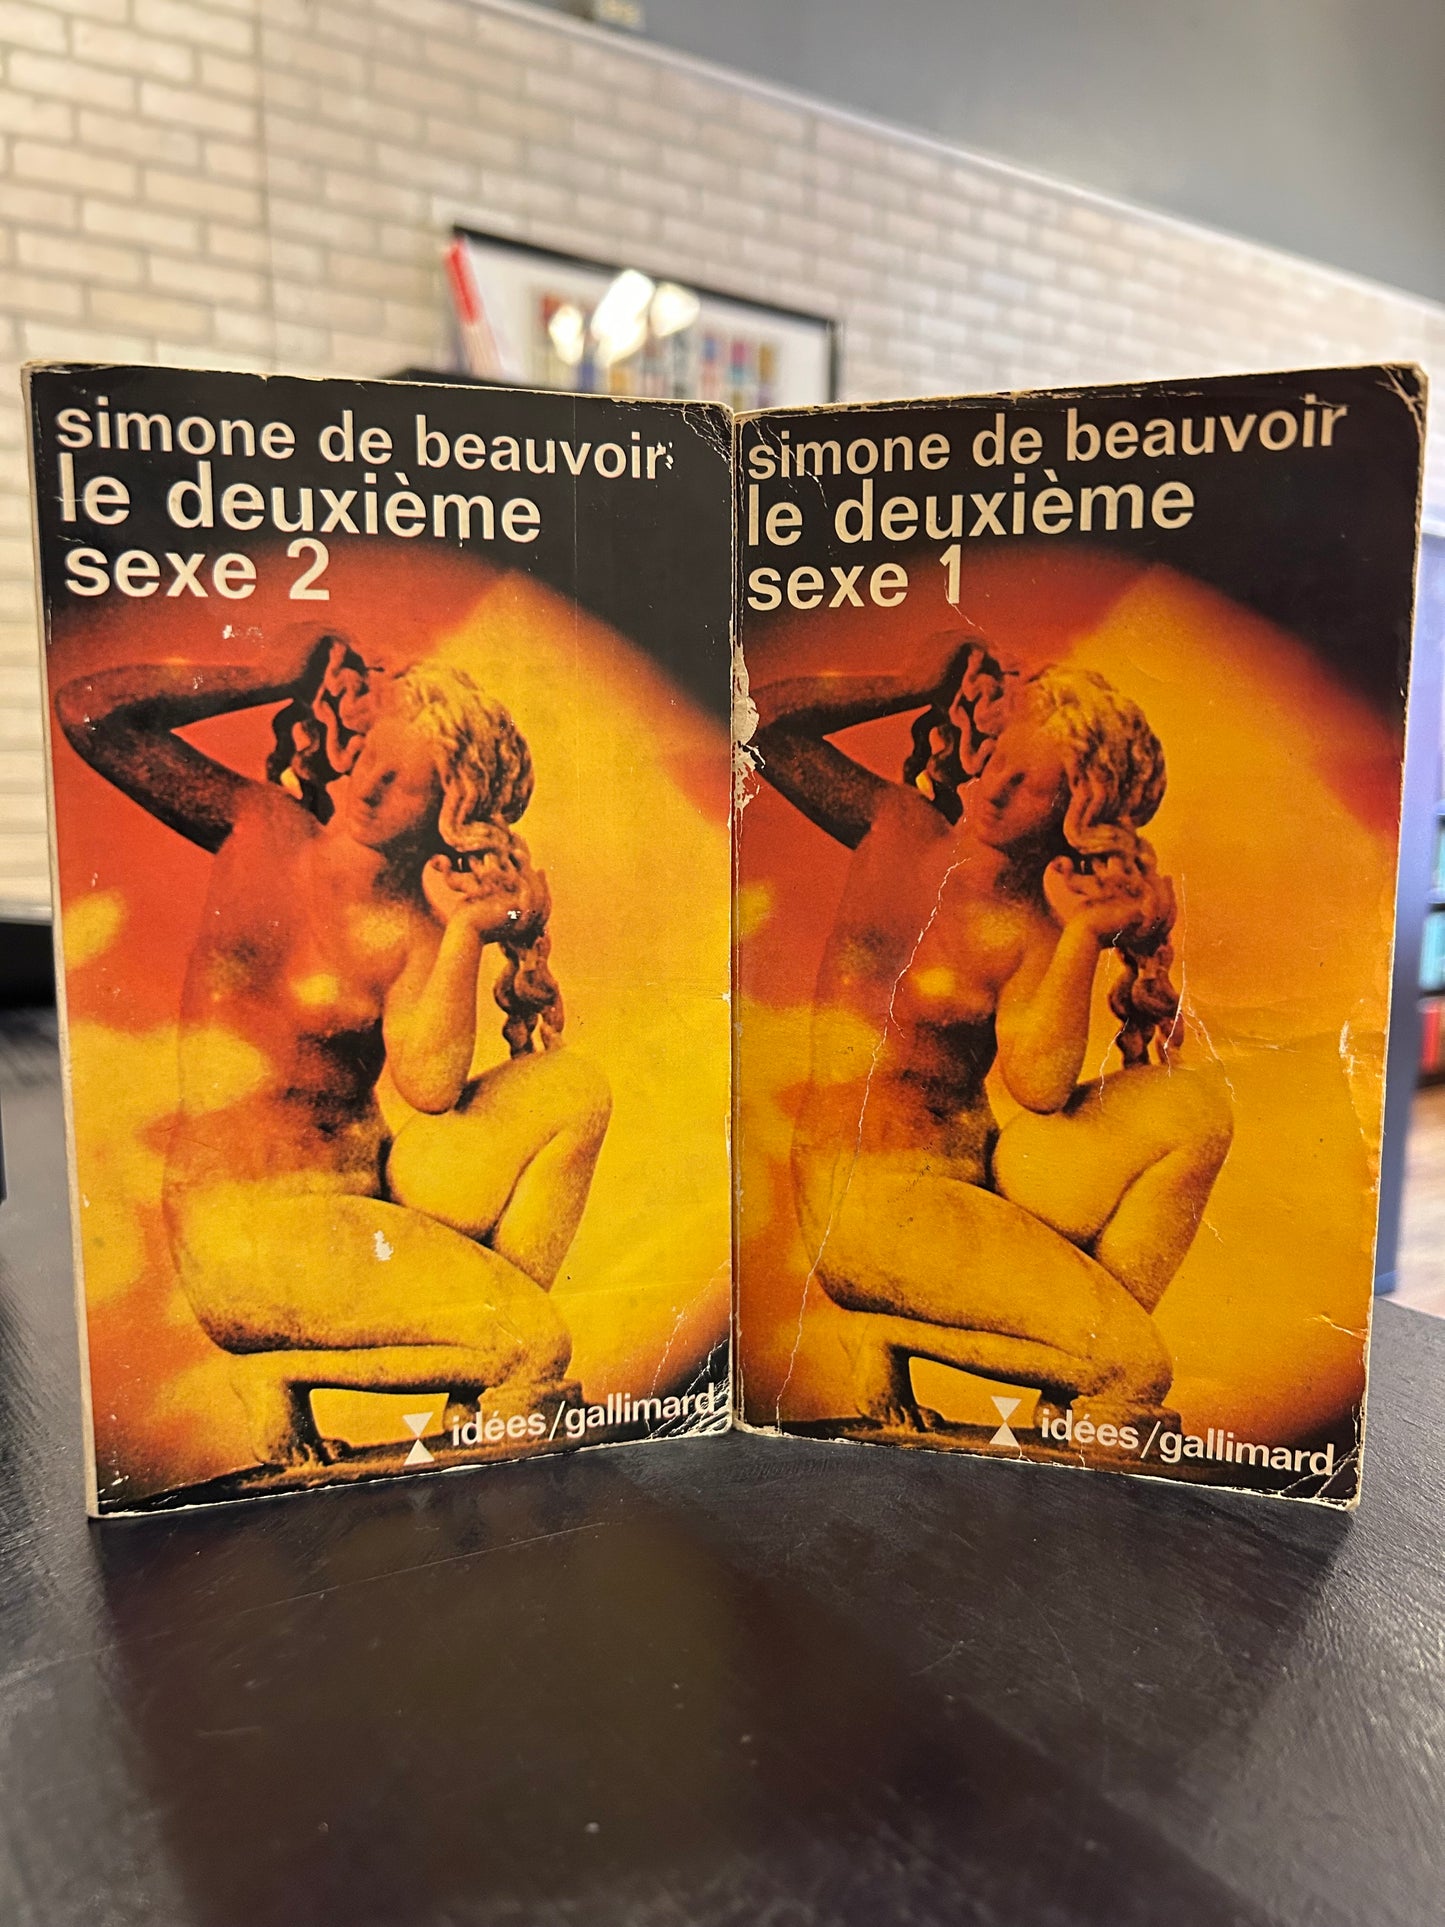 simone de beauvoir
le deuxième
sexe 2
idées/gallimard
simone de beauvoir
le deuxième
sexe 1
idées/gallimard